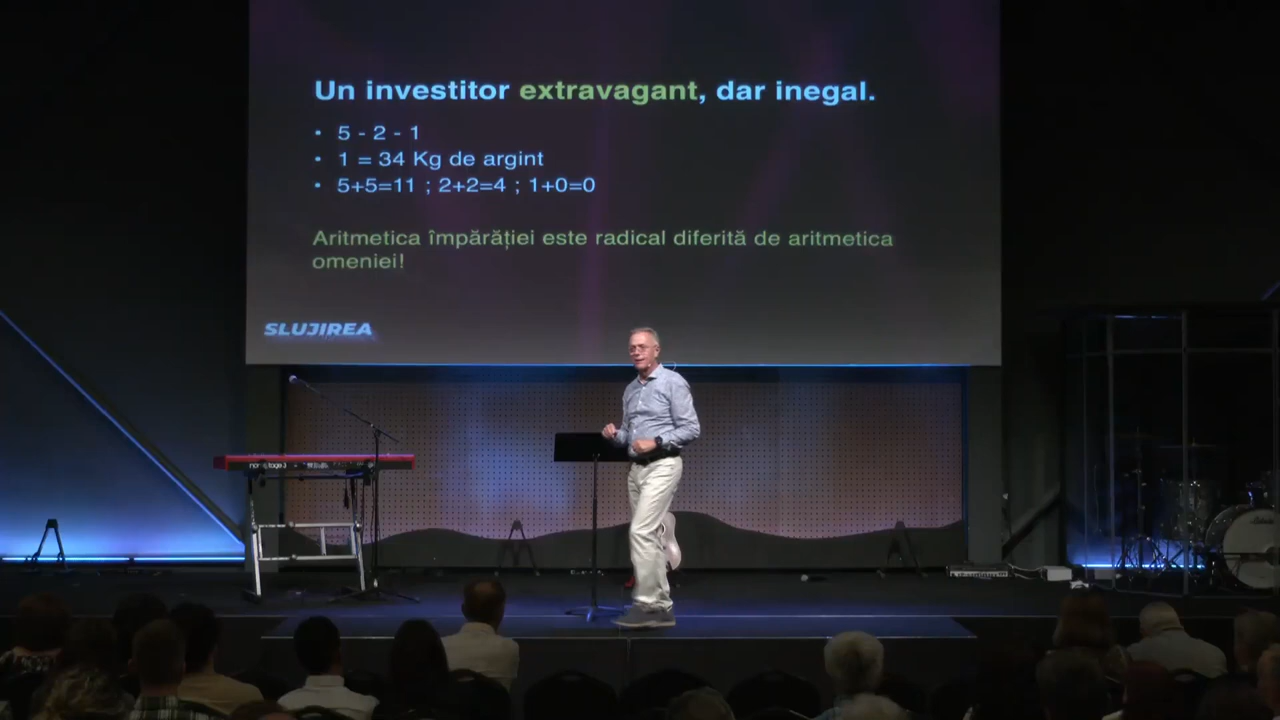 Un investitor extravagant, dar inegal.
• 5 - 2 - 1
• 1 = 34 Kg de argint
• 5+5=11 ; 2+2=4 ; 1+0=0
Aritmetica împărăției este radical diferită de aritmetica
omeniei!
SLUJIREA